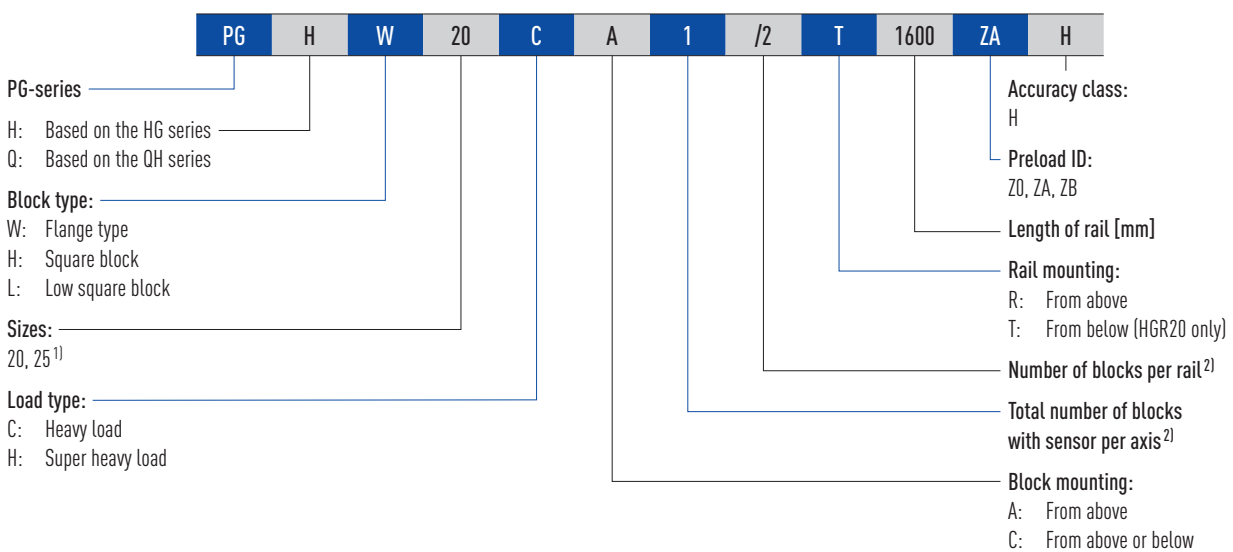 PG H W 20 C A 1 /2 T 1600 ZA H
PG-series
H: Based on the HG series
Q: Based on the QH series
Block type:
W: Flange type
H: Square block
L: Low square block
Sizes:
20, 25 1)
Load type:
C: Heavy load
H: Super heavy load
Accuracy class:
H
Preload ID:
Z0, ZA, ZB
Length of rail [mm]
Rail mounting:
R: From above
T: From below (HGR20 only)
Number of blocks per rail 2)
Total number of blocks
with sensor per axis 2)
Block mounting:
A: From above
C: From above or below